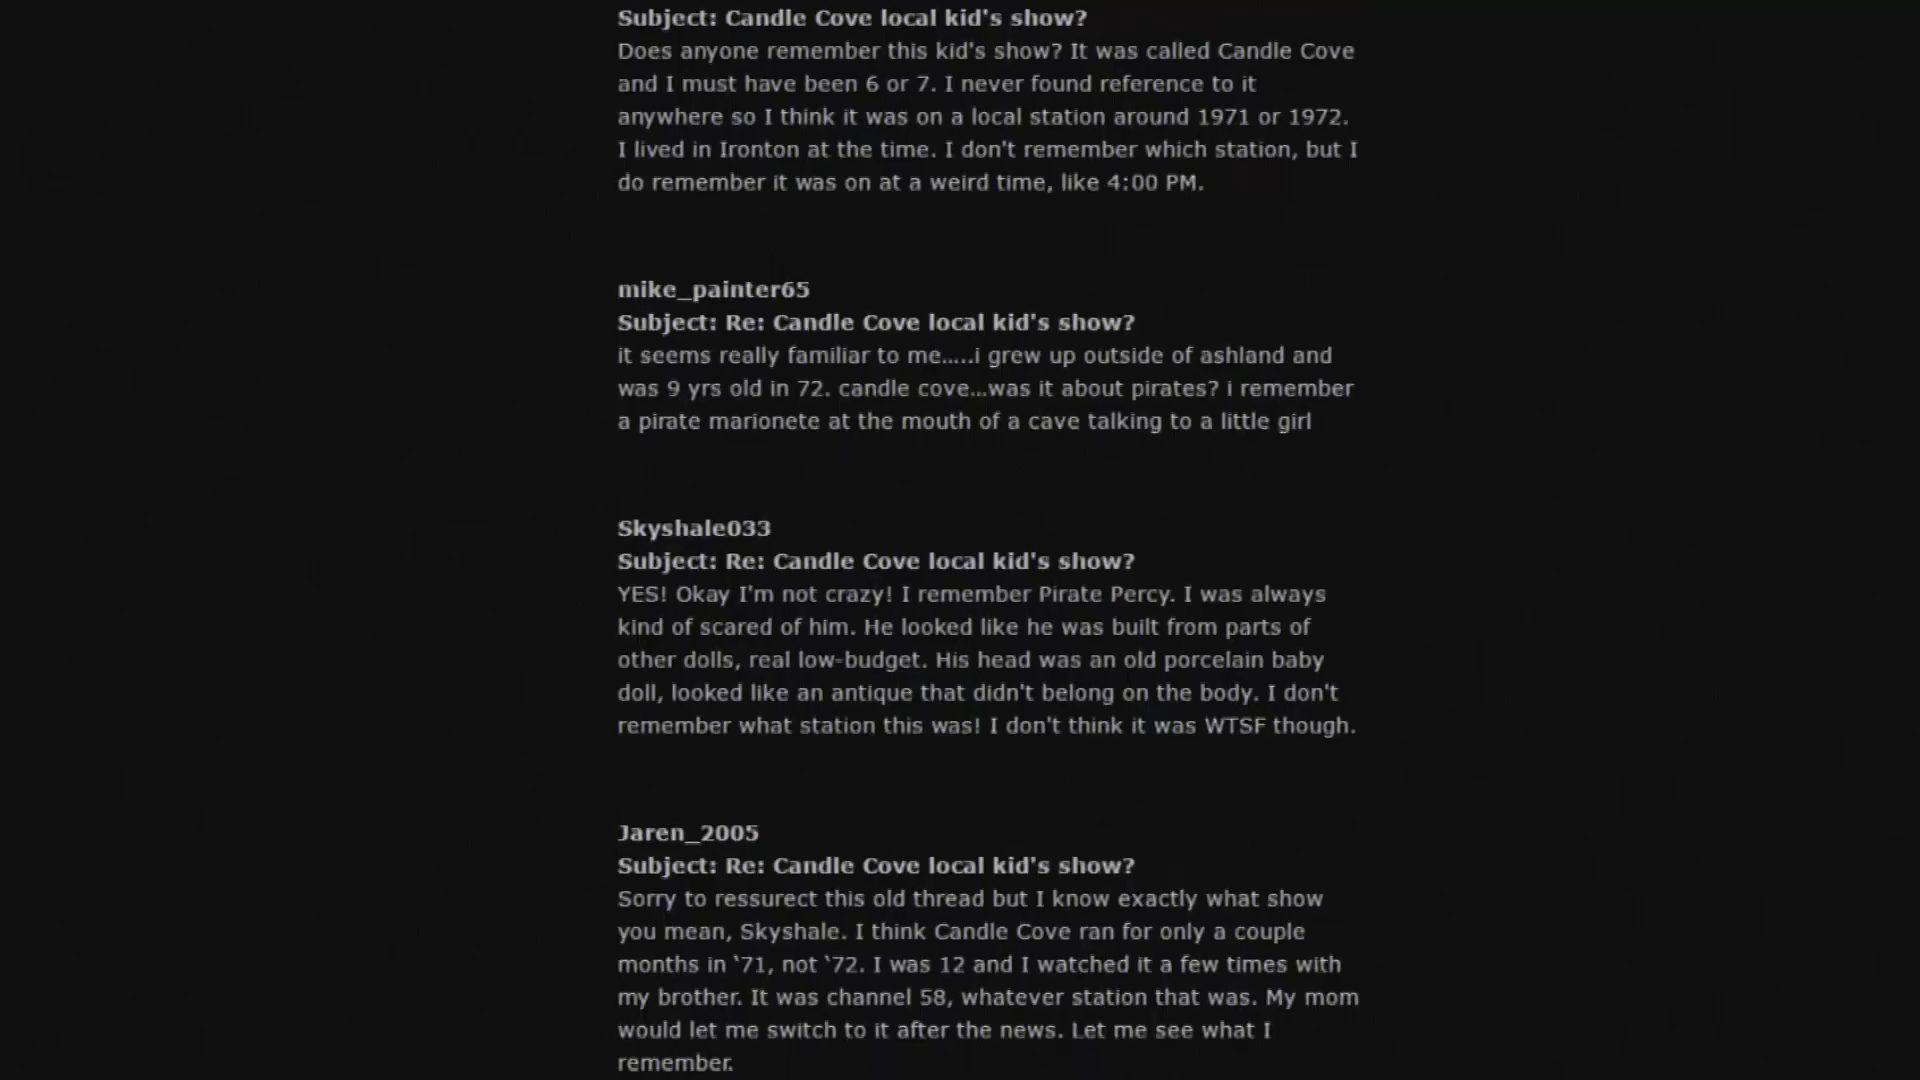 Subject: Candle Cove local kid's show?
Does anyone remember this kid's show? It was called Candle Cove
and I must have been 6 or 7. I never found reference to it
anywhere so I think it was on a local station around 1971 or 1972.
I lived in Ironton at the time. I don't remember which station, but I
do remember it was on at a weird time, like 4:00 PM.
mike_painter65
Subject: Re: Candle Cove local kid's show?
it seems really familiar to me.....i grew up outside of ashland and
was 9 yrs old in 72. candle cove...was it about pirates? i remember
a pirate marionete at the mouth of a cave talking to a little girl
Skyshale033
Subject: Re: Candle Cove local kid's show?
YES! Okay I'm not crazy! I remember Pirate Percy. I was always
kind of scared of him. He looked like he was built from parts of
other dolls, real low-budget. His head was an old porcelain baby
doll, looked like an antique that didn't belong on the body. I don't
remember what station this was! I don't think it was WTSF though.
Jaren_2005
Subject: Re: Candle Cove local kid's show?
Sorry to ressurect this old thread but I know exactly what show
you mean, Skyshale. I think Candle Cove ran for only a couple
months in ‘71, not ‘72. I was 12 and I watched it a few times with
my brother. It was channel 58, whatever station that was. My mom
would let me switch to it after the news. Let me see what I
remember.